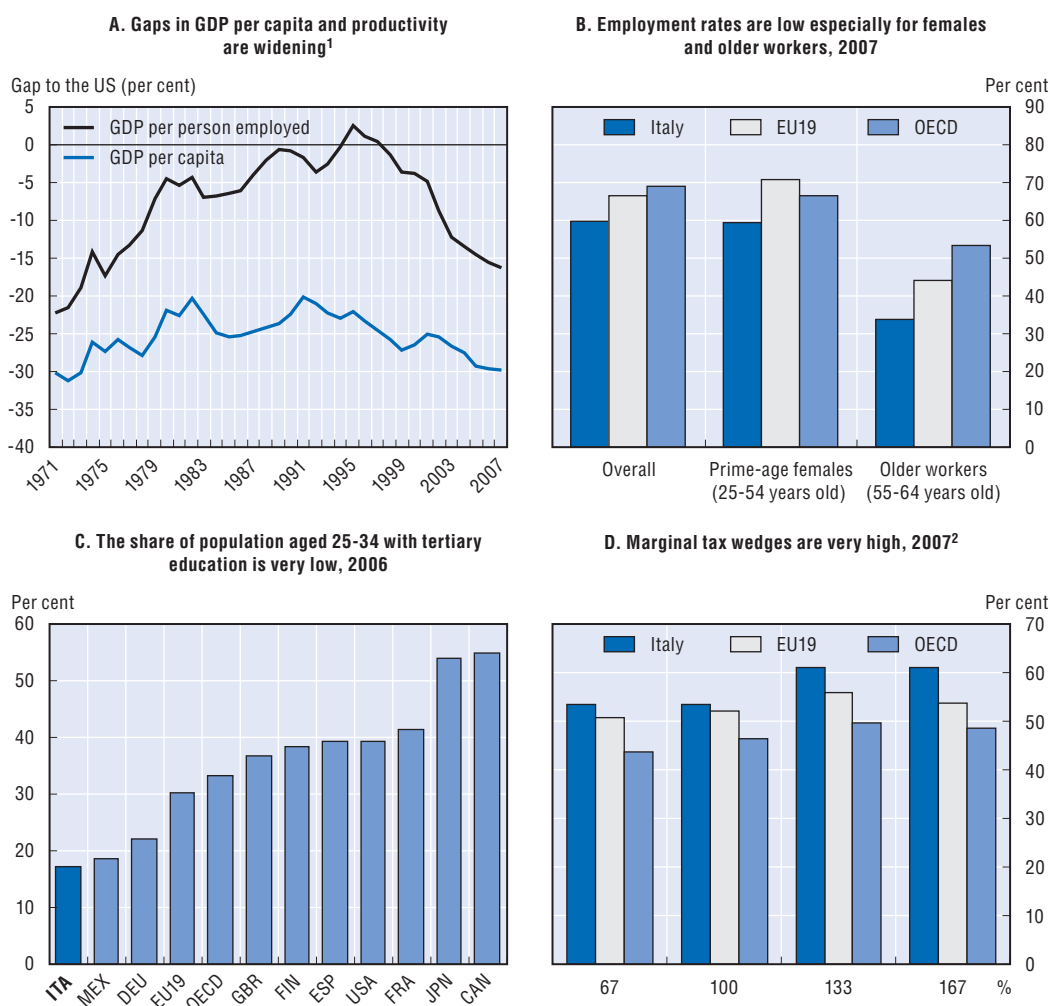 A. Gaps in GDP per capita and productivity
are widening1
Gap to the US (per cent)
5
0
-5
-10
-15
-20
-25
-30
-35
-40
GDP per person employed
GDP per capita
1971
1975
1979
1983
1987
1991
1995
1999
2003
2007
B. Employment rates are low especially for females
and older workers, 2007
Per cent
90
80
70
60
50
40
30
20
10
0
Italy EU19 OECD
Overall
Prime-age females
(25-54 years old)
Older workers
(55-64 years old)
C. The share of population aged 25-34 with tertiary
education is very low, 2006
Per cent
60
50
40
30
20
10
0
ITA
MEX
DEU
EU19
OECD
GBR
FIN
ESP
USA
FRA
JPN
CAN
D. Marginal tax wedges are very high, 20072
Per cent
70
60
50
40
30
20
10
0
Italy EU19 OECD
67 100 133 167 %